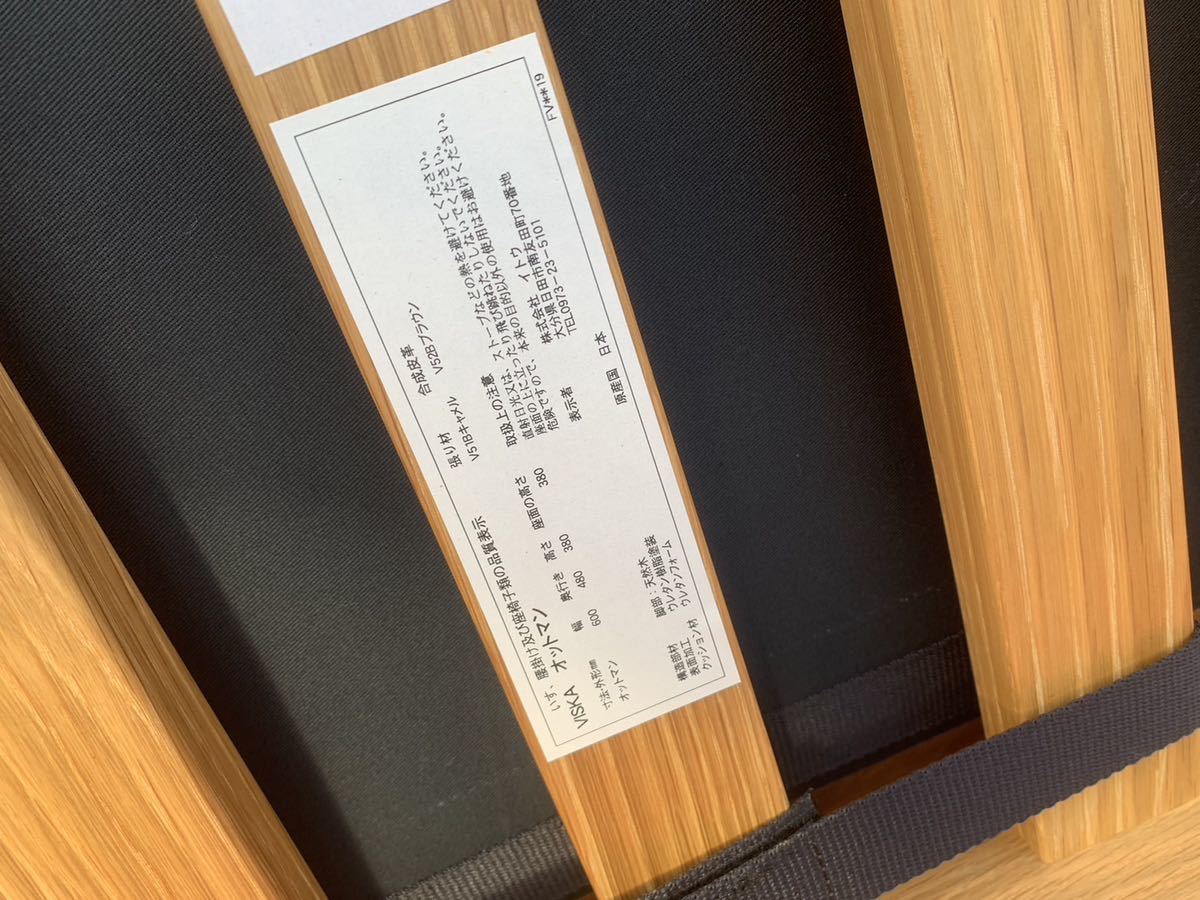 いす、腰掛け及び座椅子類の品質表示
VISKA オットマン
寸法:外形㎜ 幅 奥行き 高さ 座面の高さ
オットマン 600 480 380 380
構造部材 脚部:天然木
表面加工 ウレタン樹脂塗装
クッション材 ウレタンフォーム
張り材 合成皮革
V51Bキャメル V52Bブラウン
取扱上の注意 ストーブなどの熱を避けてください。
直射日光又は、飛び跳ねたりしないでください。
座面の上に立ったり本来の目的以外の使用はお避けください。
危険ですので、
表示者 株式会社 イトウ
大分県日田市南友田町70番地
TEL0973-23-5101
原産国 日本
FV**19